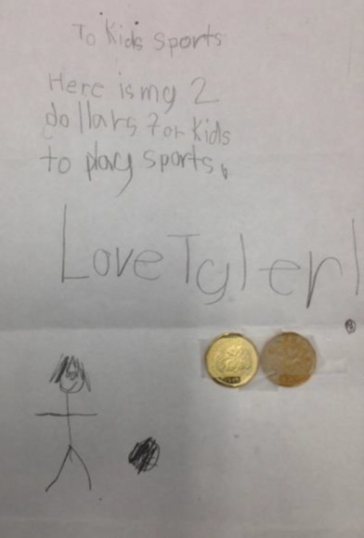 To Kids Sports
Here is my 2
dollars for Kids
to play sports.
Love Tyler!